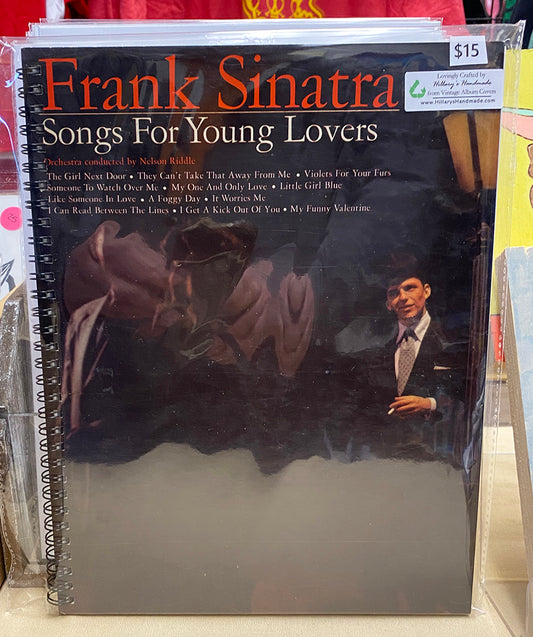 $15
Lovingly Crafted by
Hillary's Handmade
from Vintage Album Covers
www.HillarysHandmade.com
Frank Sinatra
Songs For Young Lovers
Orchestra conducted by Nelson Riddle
The Girl Next Door • They Can't Take That Away From Me • Violets For Your Furs
Someone To Watch Over Me • My One And Only Love • Little Girl Blue
Like Someone In Love • A Foggy Day • It Worries Me
I Can Read Between The Lines • I Get A Kick Out Of You • My Funny Valentine